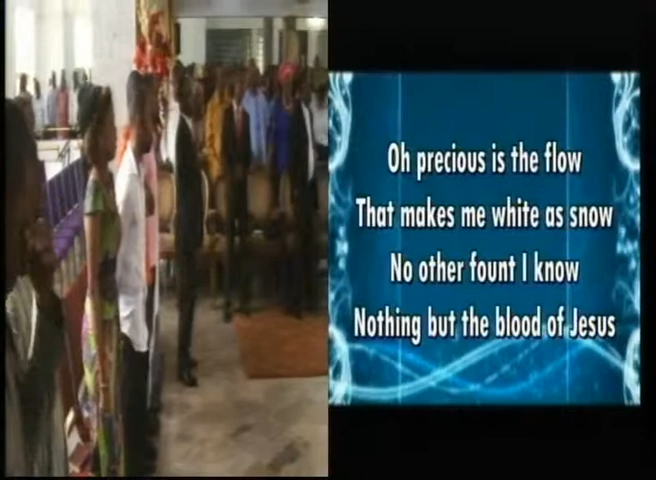 Oh precious is the flow
That makes me white as snow
No other fount I know
Nothing but the blood of Jesus